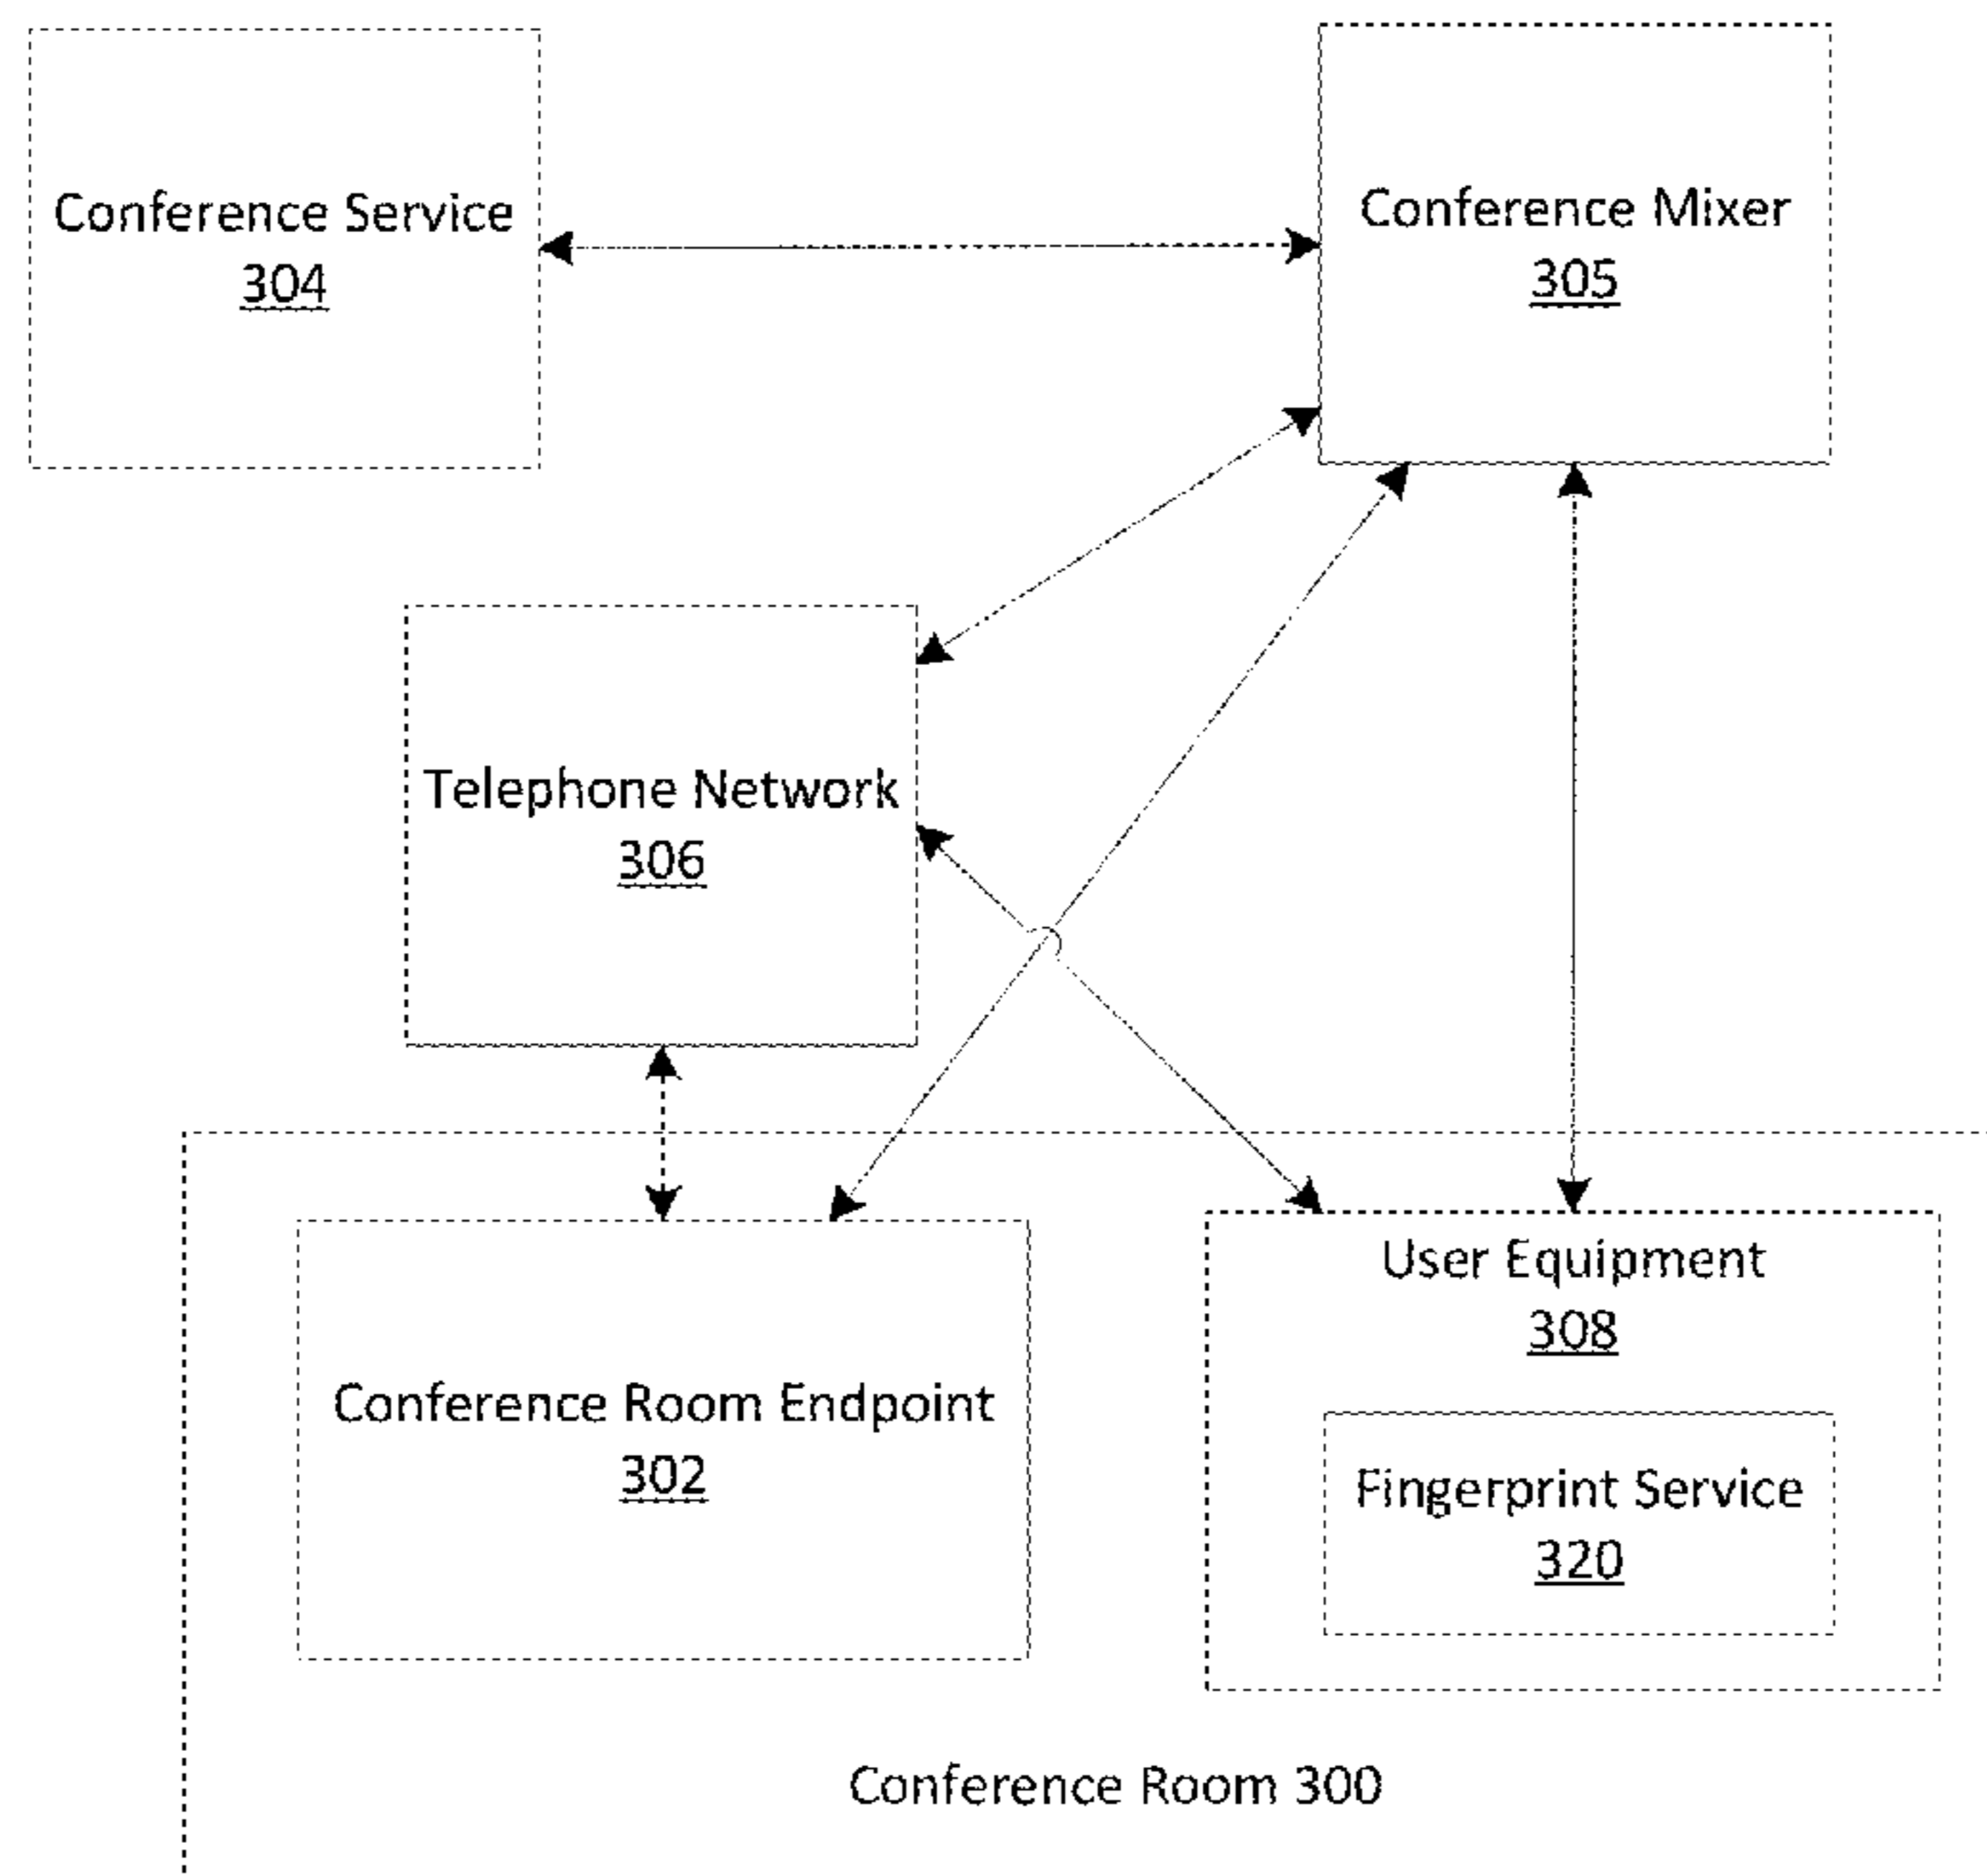 Conference Service
304
Conference Mixer
305
Telephone Network
306
User Equipment
308
Conference Room Endpoint
302
Fingerprint Service
320
Conference Room 300